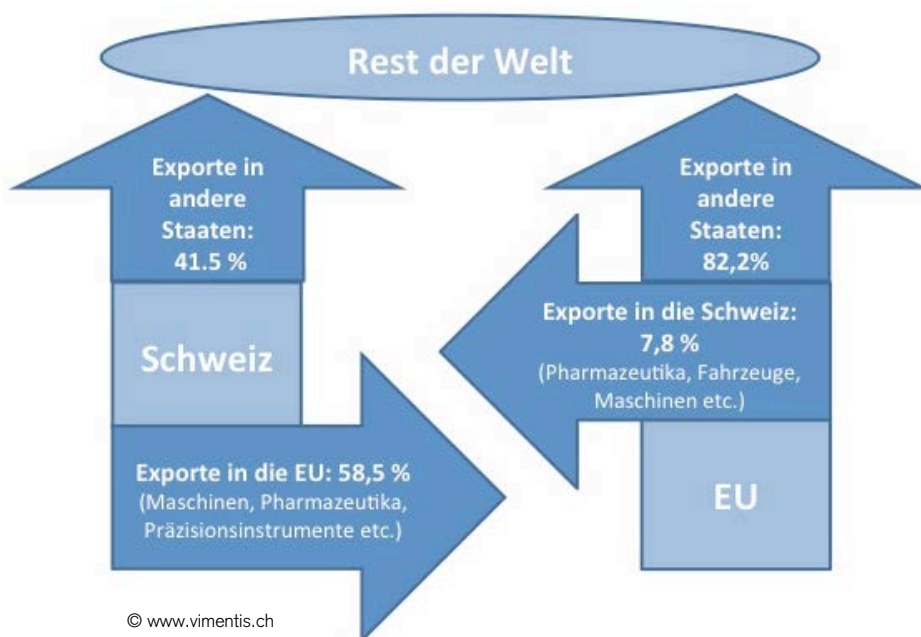 Rest der Welt
Exporte in
andere
Staaten:
41.5 %
Exporte in
andere
Staaten:
82,2%
Schweiz
Exporte in die Schweiz:
7,8 %
(Pharmazeutika, Fahrzeuge,
Maschinen etc.)
Exporte in die EU: 58,5 %
(Maschinen, Pharmazeutika,
Präzisionsinstrumente etc.)
EU
© www.vimentis.ch